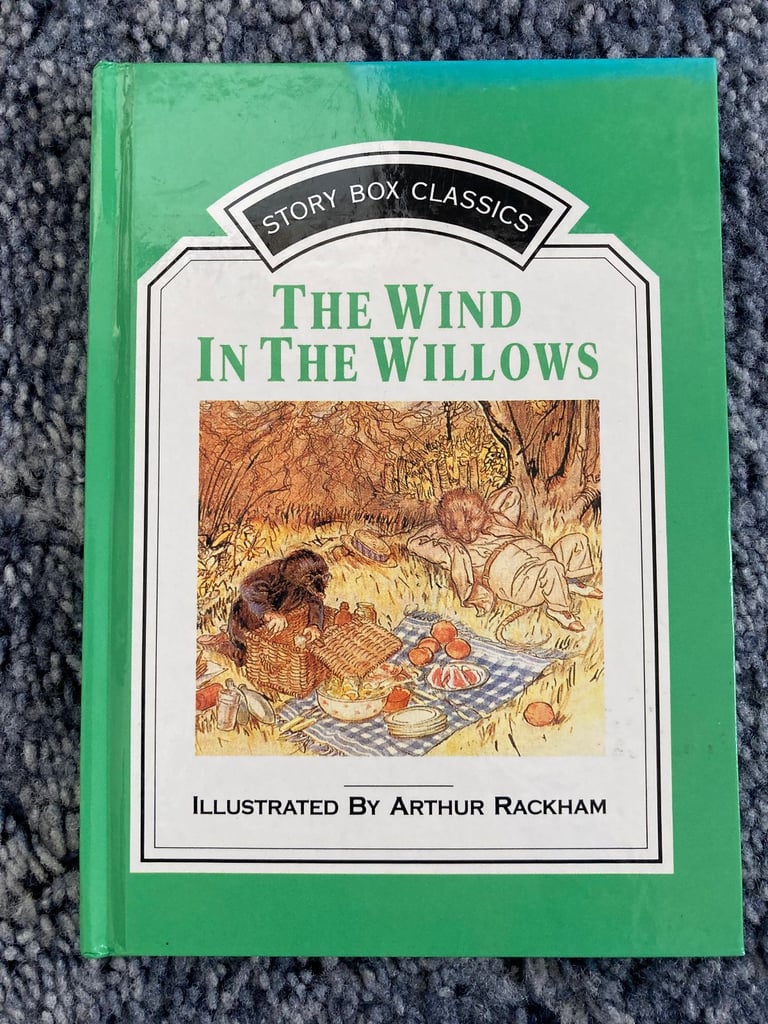 STORY BOX CLASSICS
THE WIND
IN THE WILLOWS
ILLUSTRATED BY ARTHUR RACKHAM